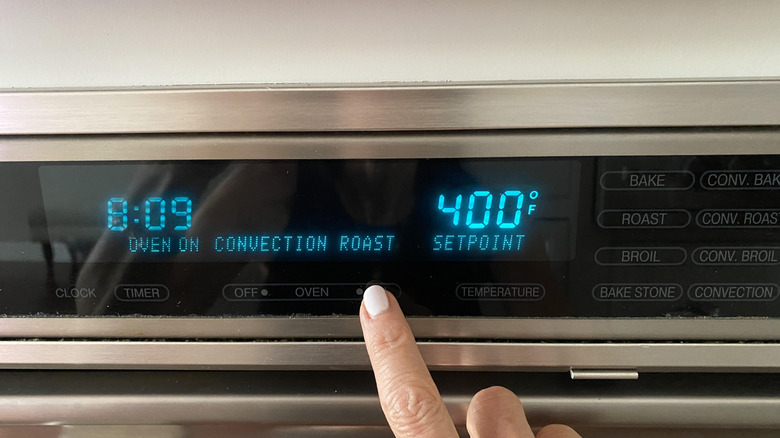 8:09 400°F
OVEN ON CONVECTION ROAST SETPOINT
CLOCK TIMER OFF OVEN TEMPERATURE
BAKE CONV. BAK
ROAST CONV. ROAS
BROIL CONV. BROIL
BAKE STONE CONVECTION